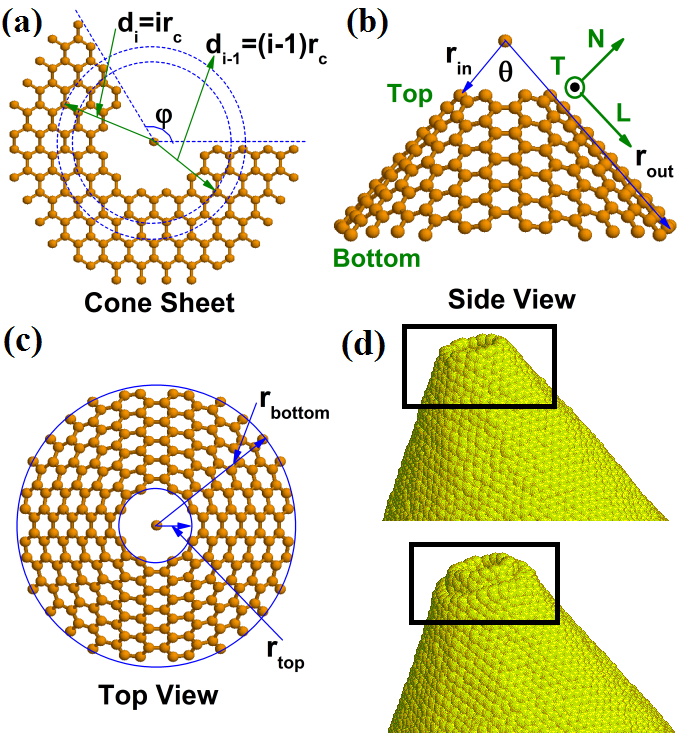 (a)
d_i=ir_c
d_{i-1}=(i-1)r_c
φ
Cone Sheet
(b)
r_in
θ
N
T
Top
L
r_out
Bottom
Side View
(c)
r_bottom
r_top
Top View
(d)